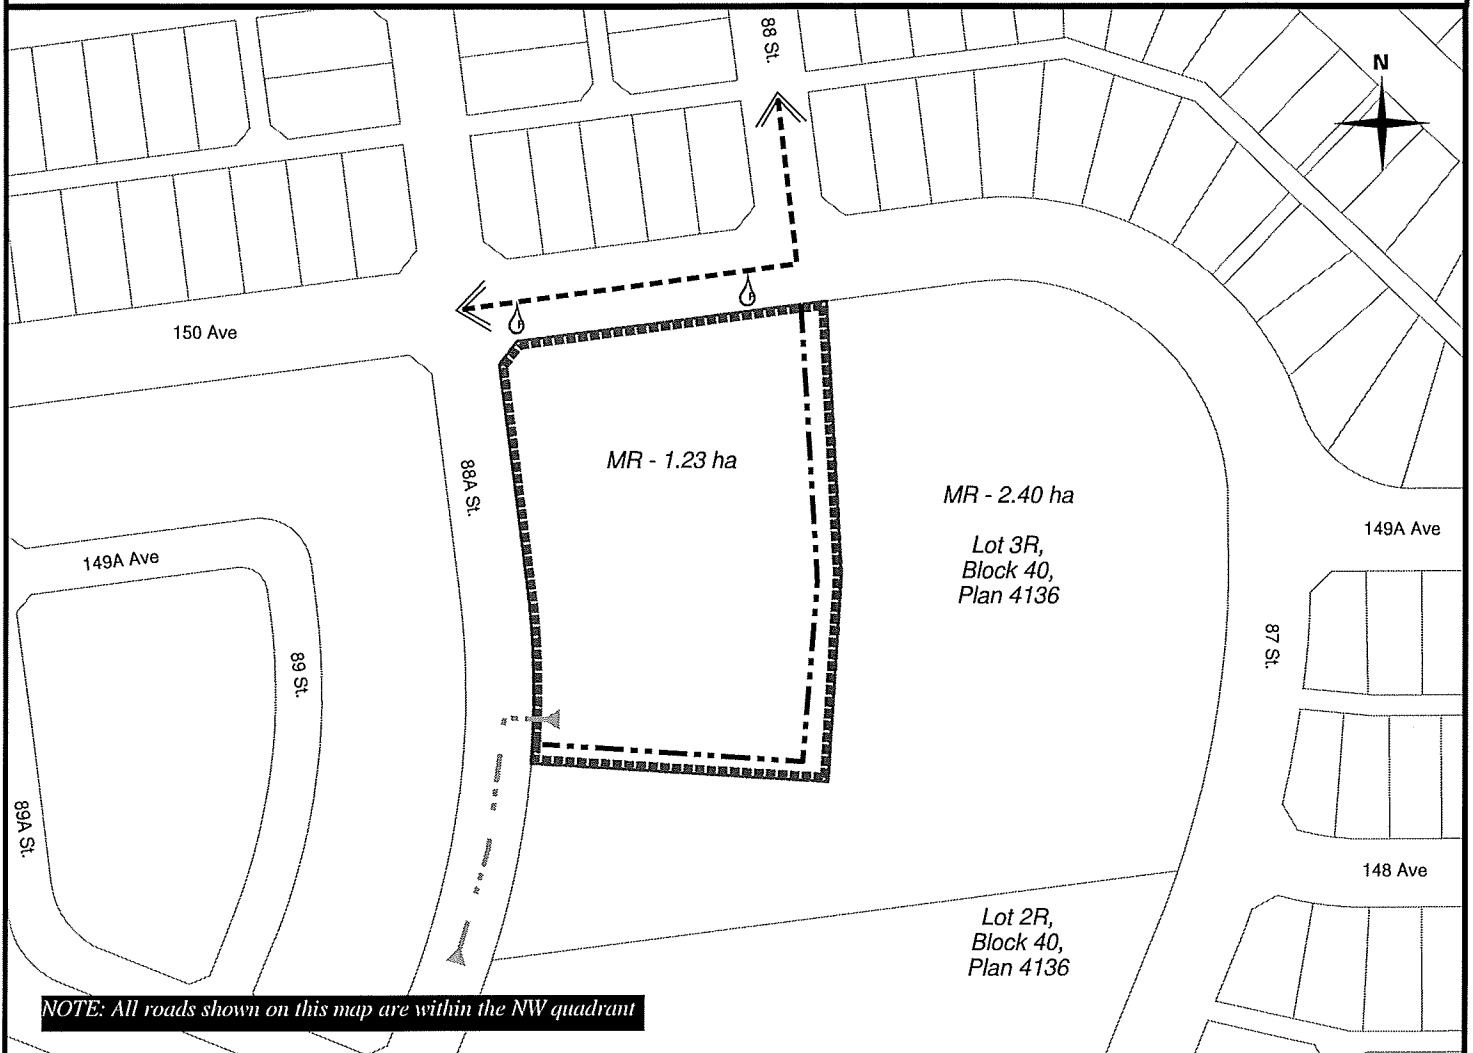 88 St.
N
150 Ave
88A St.
MR - 1.23 ha
MR - 2.40 ha
Lot 3R,
Block 40,
Plan 4136
149A Ave
149A Ave
89 St.
87 St.
89A St.
148 Ave
Lot 2R,
Block 40,
Plan 4136
NOTE: All roads shown on this map are within the NW quadrant